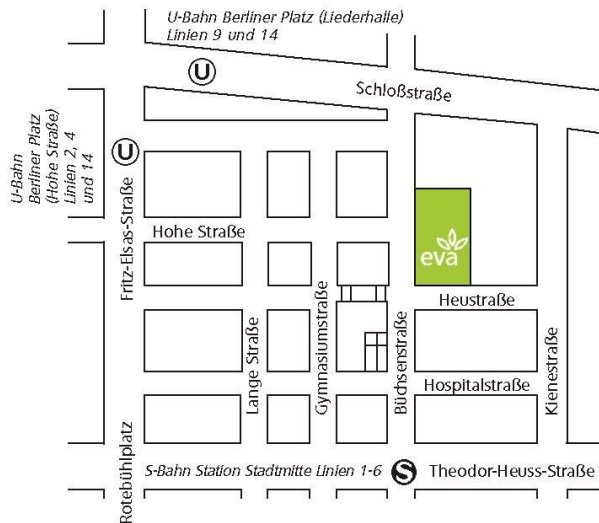 U-Bahn Berliner Platz (Liederhalle)
Linien 9 und 14
U
Schloßstraße
U-Bahn
Berliner Platz
(Hohe Straße)
Linien 2, 4
und 14
U
Fritz-Elsas-Straße
Hohe Straße
eva
Heustraße
Lange Straße
Gymnasiumstraße
Büchsenstraße
Kienestraße
Hospitalstraße
Rotebühlplatz
S-Bahn Station Stadtmitte Linien 1-6
S
Theodor-Heuss-Straße